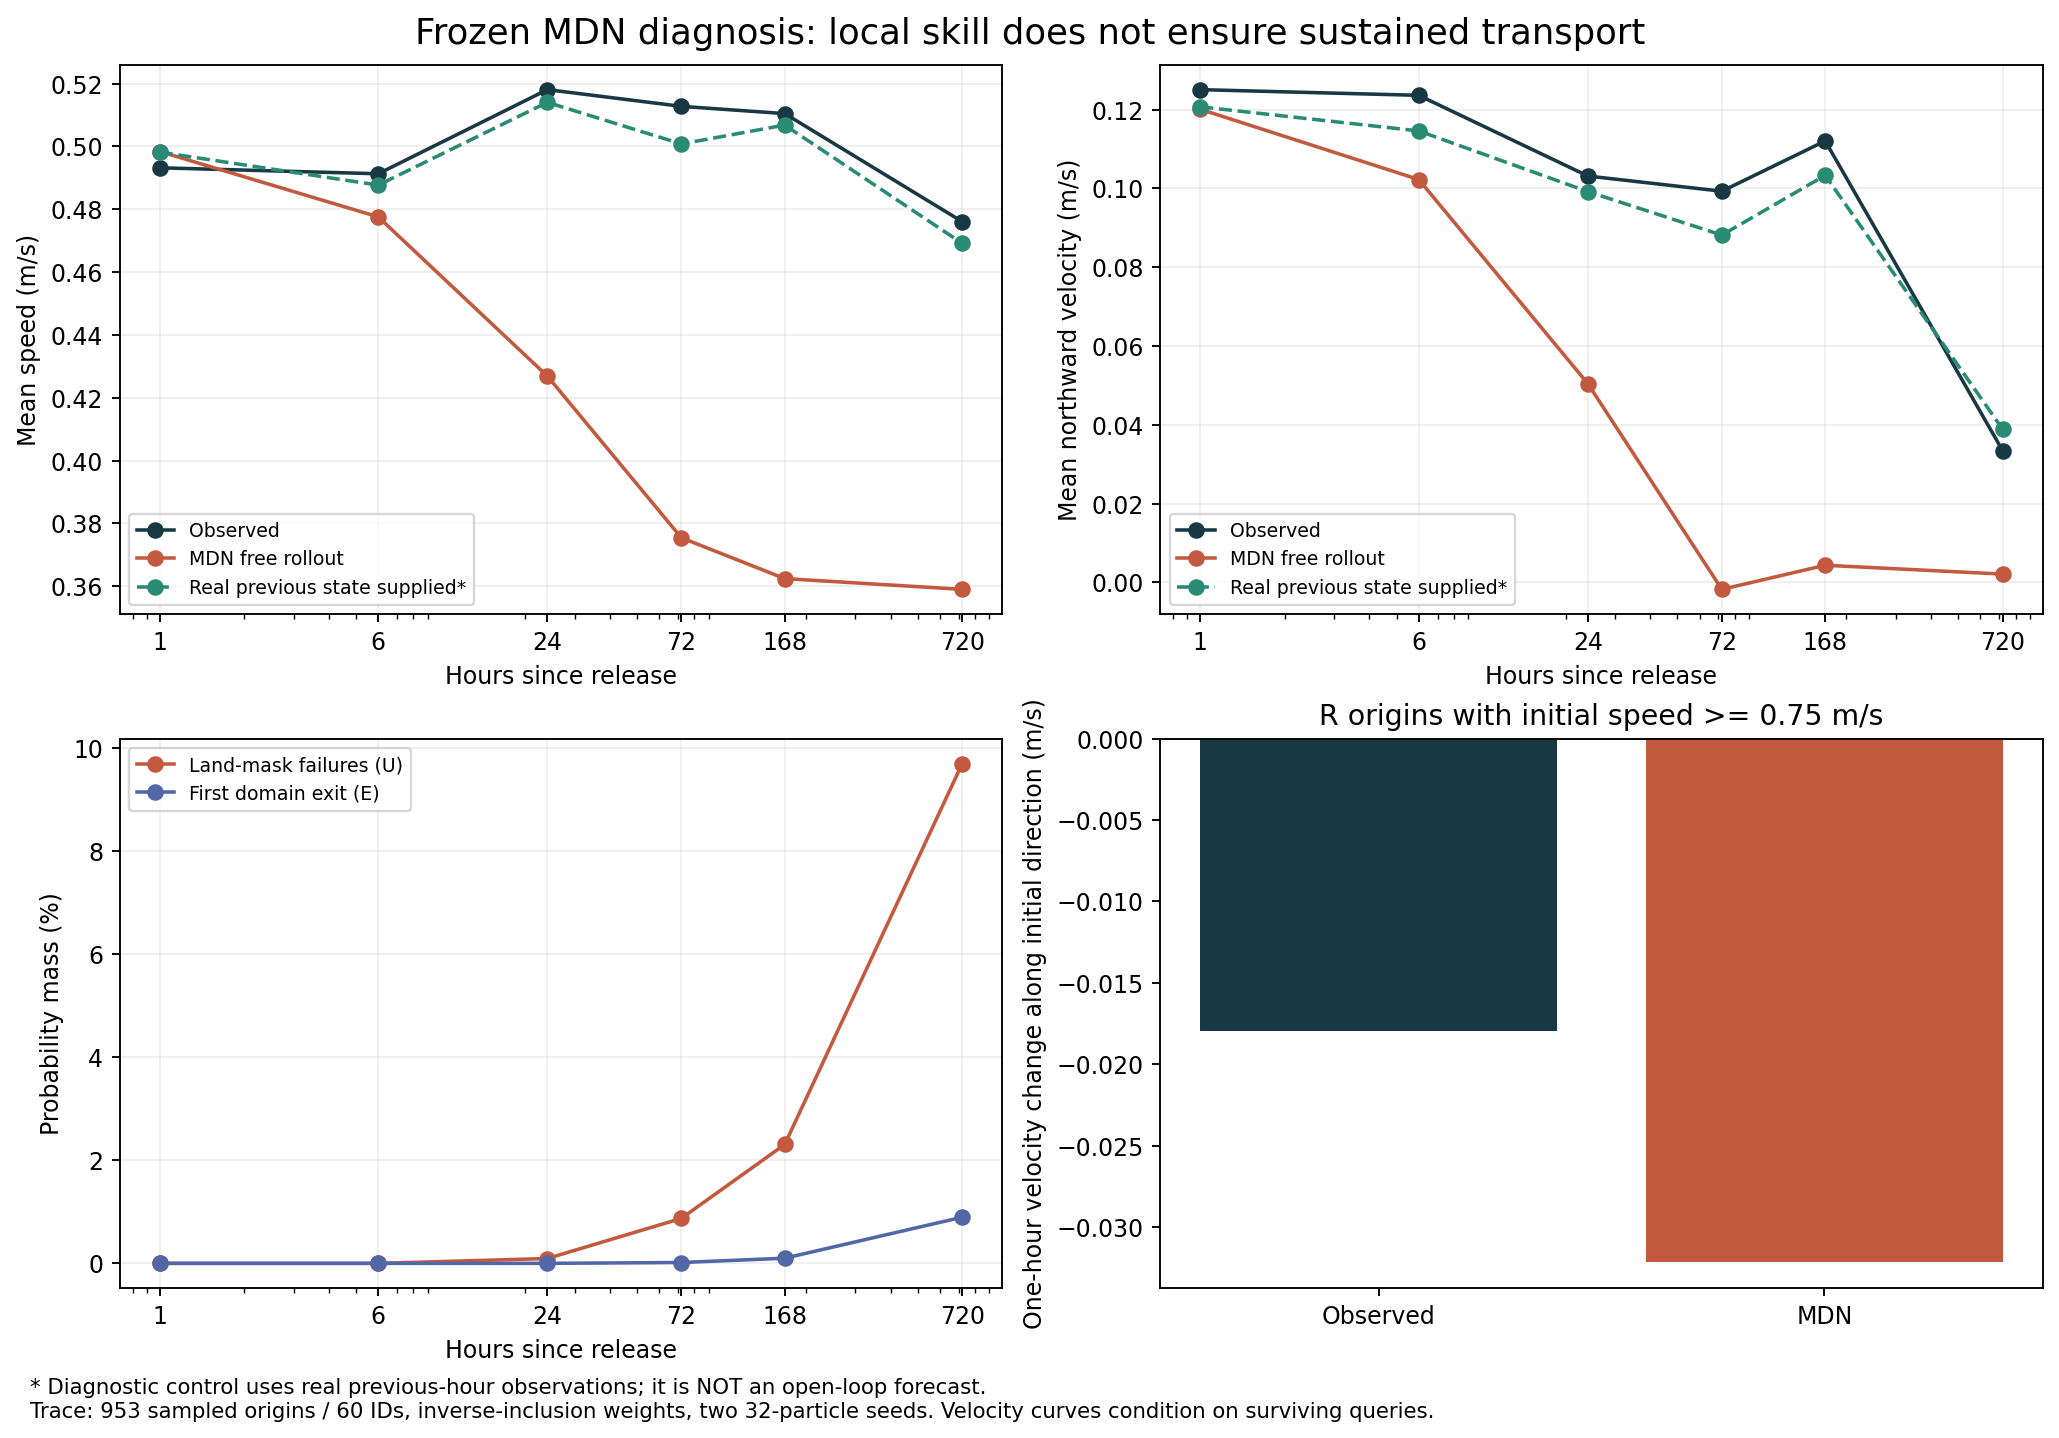 Frozen MDN diagnosis: local skill does not ensure sustained transport
Mean speed (m/s)
0.52
0.50
0.48
0.46
0.44
0.42
0.40
0.38
0.36
Observed
MDN free rollout
Real previous state supplied*
1 6 24 72 168 720
Hours since release
Mean northward velocity (m/s)
0.12
0.10
0.08
0.06
0.04
0.02
0.00
Observed
MDN free rollout
Real previous state supplied*
1 6 24 72 168 720
Hours since release
Probability mass (%)
10
8
6
4
2
0
Land-mask failures (U)
First domain exit (E)
1 6 24 72 168 720
Hours since release
R origins with initial speed >= 0.75 m/s
One-hour velocity change along initial direction (m/s)
0.000
−0.005
−0.010
−0.015
−0.020
−0.025
−0.030
Observed MDN
* Diagnostic control uses real previous-hour observations; it is NOT an open-loop forecast.
Trace: 953 sampled origins / 60 IDs, inverse-inclusion weights, two 32-particle seeds. Velocity curves condition on surviving queries.